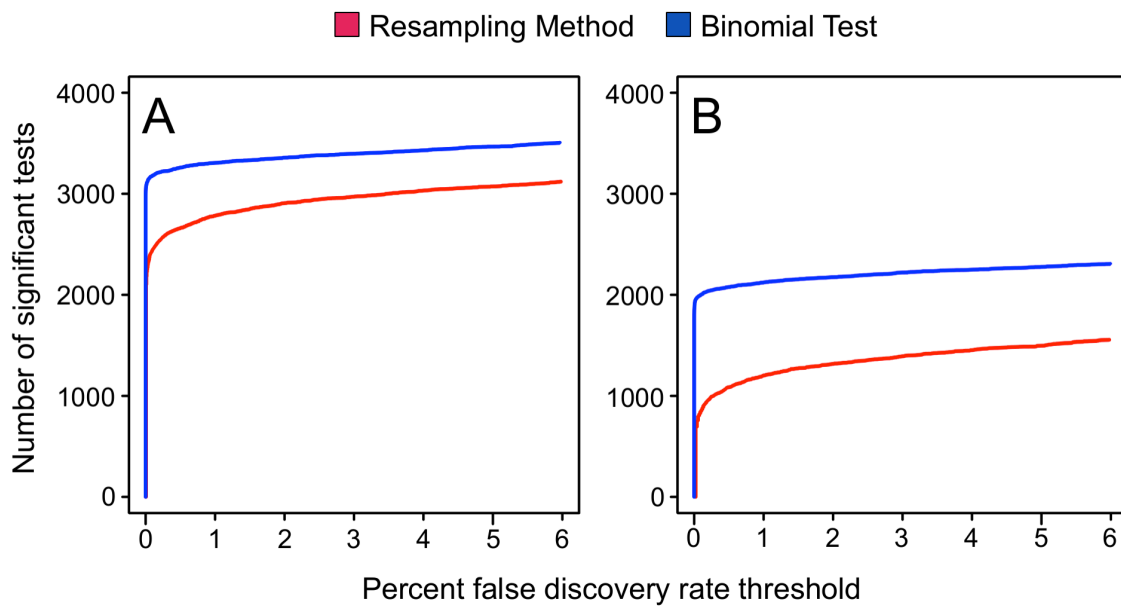 Resampling Method Binomial Test
A
B
Number of significant tests
4000
3000
2000
1000
0
0 1 2 3 4 5 6
4000
3000
2000
1000
0
0 1 2 3 4 5 6
Percent false discovery rate threshold